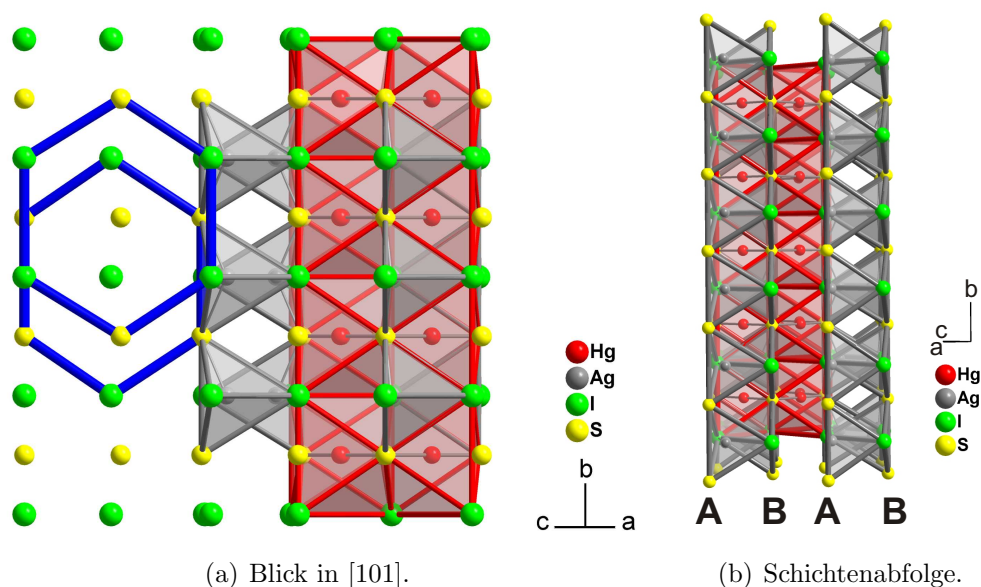 Hg
Ag
I
S
b
c a
b
c
a
Hg
Ag
I
S
A B A B
(a) Blick in [101].
(b) Schichtenabfolge.